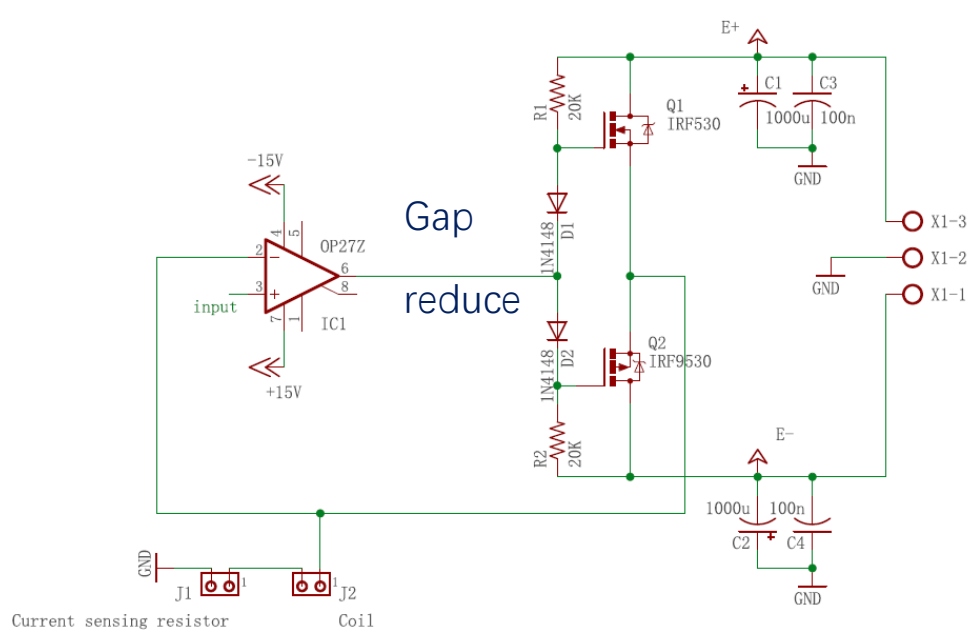 E+
R1
20K
Q1
IRF530
C1
1000u
C3
100n
GND
-15V
4
5
OP27Z
2
6
3
8
input
7
1
IC1
+15V
Gap
reduce
1N4148
D1
1N4148
D2
X1-3
X1-2
X1-1
GND
Q2
IRF9530
R2
20K
E-
1000u
100n
C2
C4
GND
GND
J1
1
1
J2
Current sensing resistor
Coil